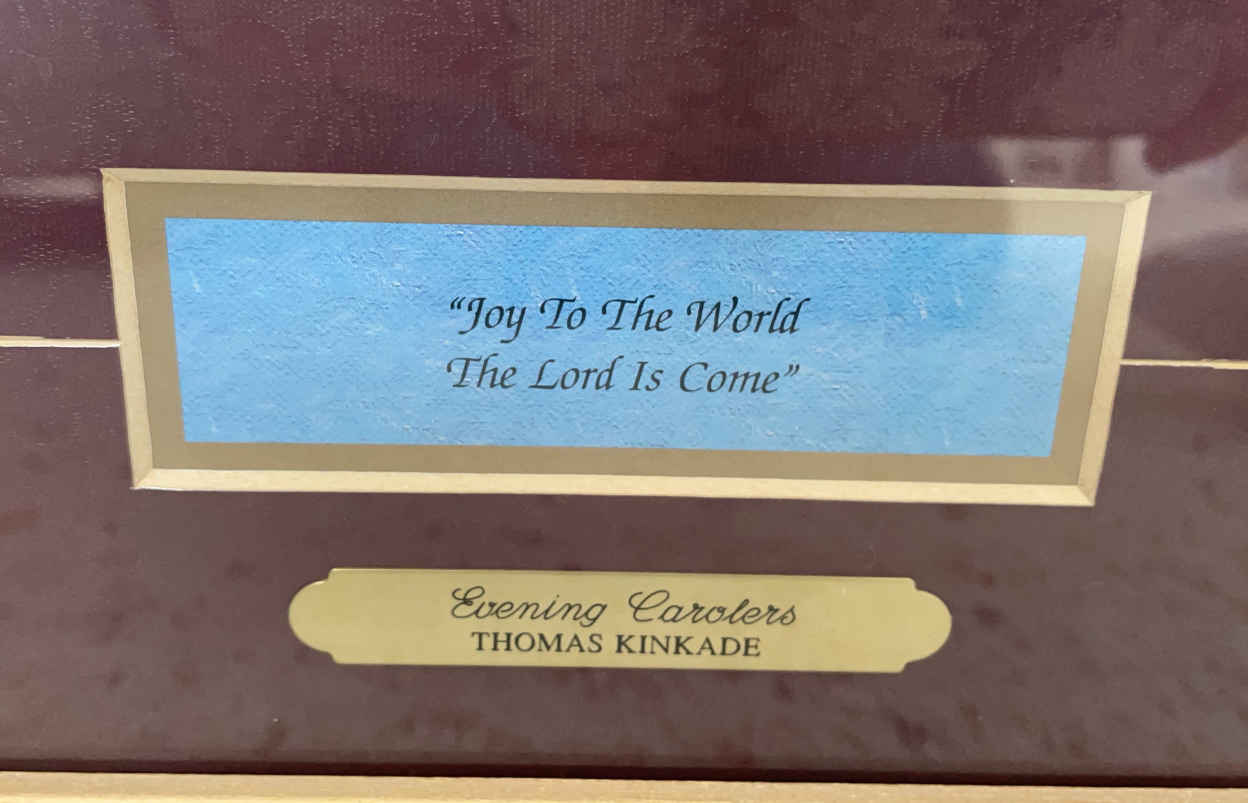 “Joy To The World
The Lord Is Come”
Evening Carolers
THOMAS KINKADE